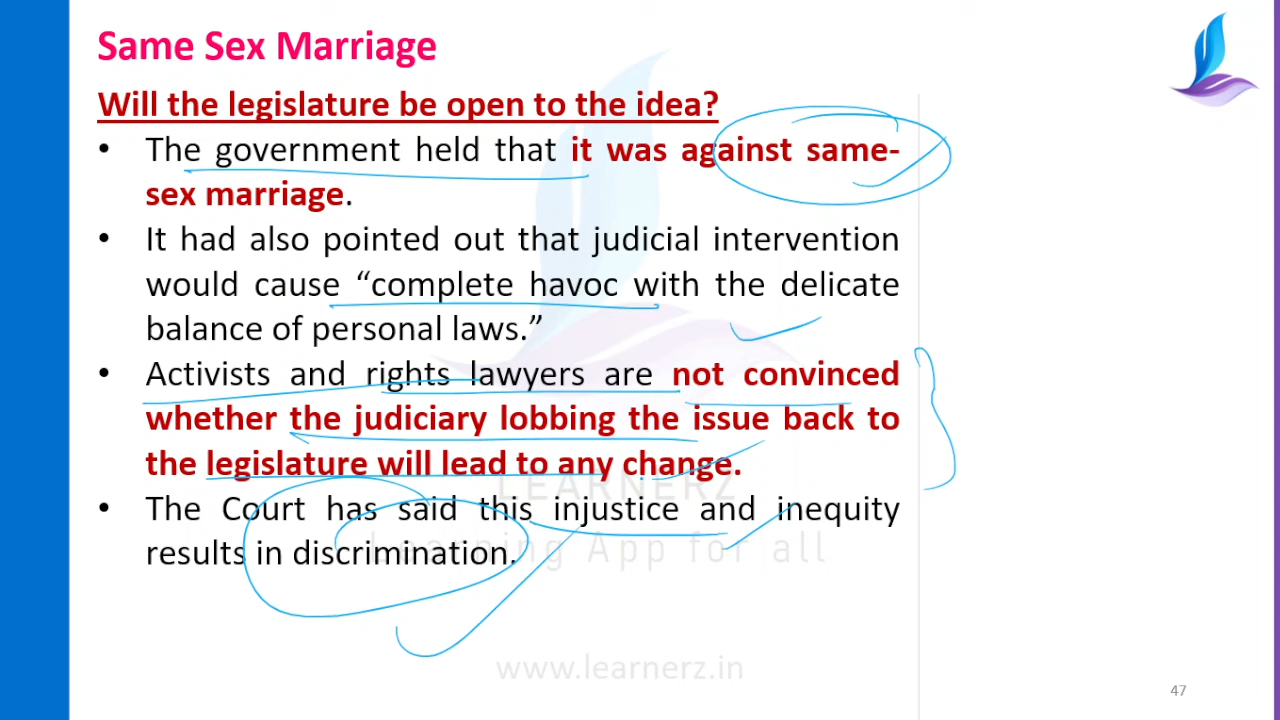 Same Sex Marriage
Will the legislature be open to the idea?
• The government held that it was against same-
sex marriage.
• It had also pointed out that judicial intervention
would cause “complete havoc with the delicate
balance of personal laws.”
• Activists and rights lawyers are not convinced
whether the judiciary lobbing the issue back to
the legislature will lead to any change.
LEARNERZ
• The Court has said this injustice and inequity
results in discrimination.
Learning App for all
www.learnerz.in
47